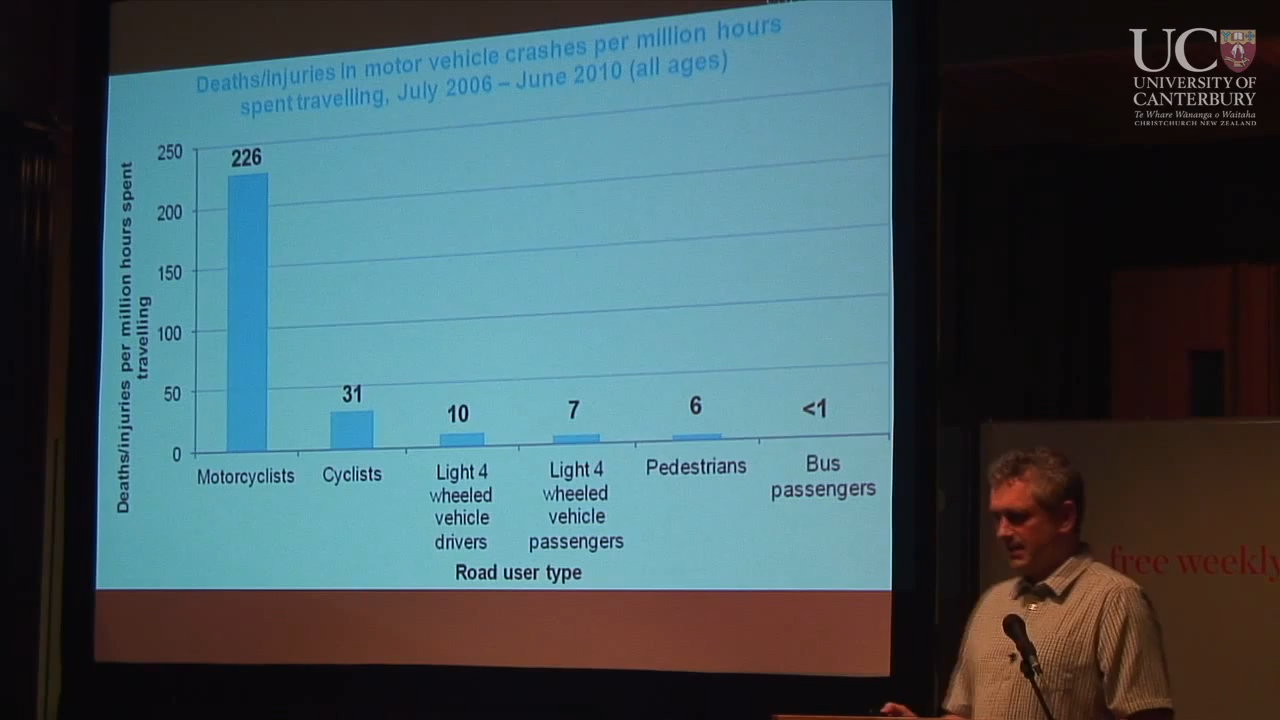 Deaths/injuries in motor vehicle crashes per million hours
spent travelling, July 2006 – June 2010 (all ages)
Deaths/injuries per million hours spent
travelling
250
200
150
100
50
0
226
31
10
7
6
<1
Motorcyclists
Cyclists
Light 4
wheeled
vehicle
drivers
Light 4
wheeled
vehicle
passengers
Pedestrians
Bus
passengers
Road user type
UC
UNIVERSITY OF
CANTERBURY
Te Whare Wānanga o Waitaha
CHRISTCHURCH NEW ZEALAND
free weekly